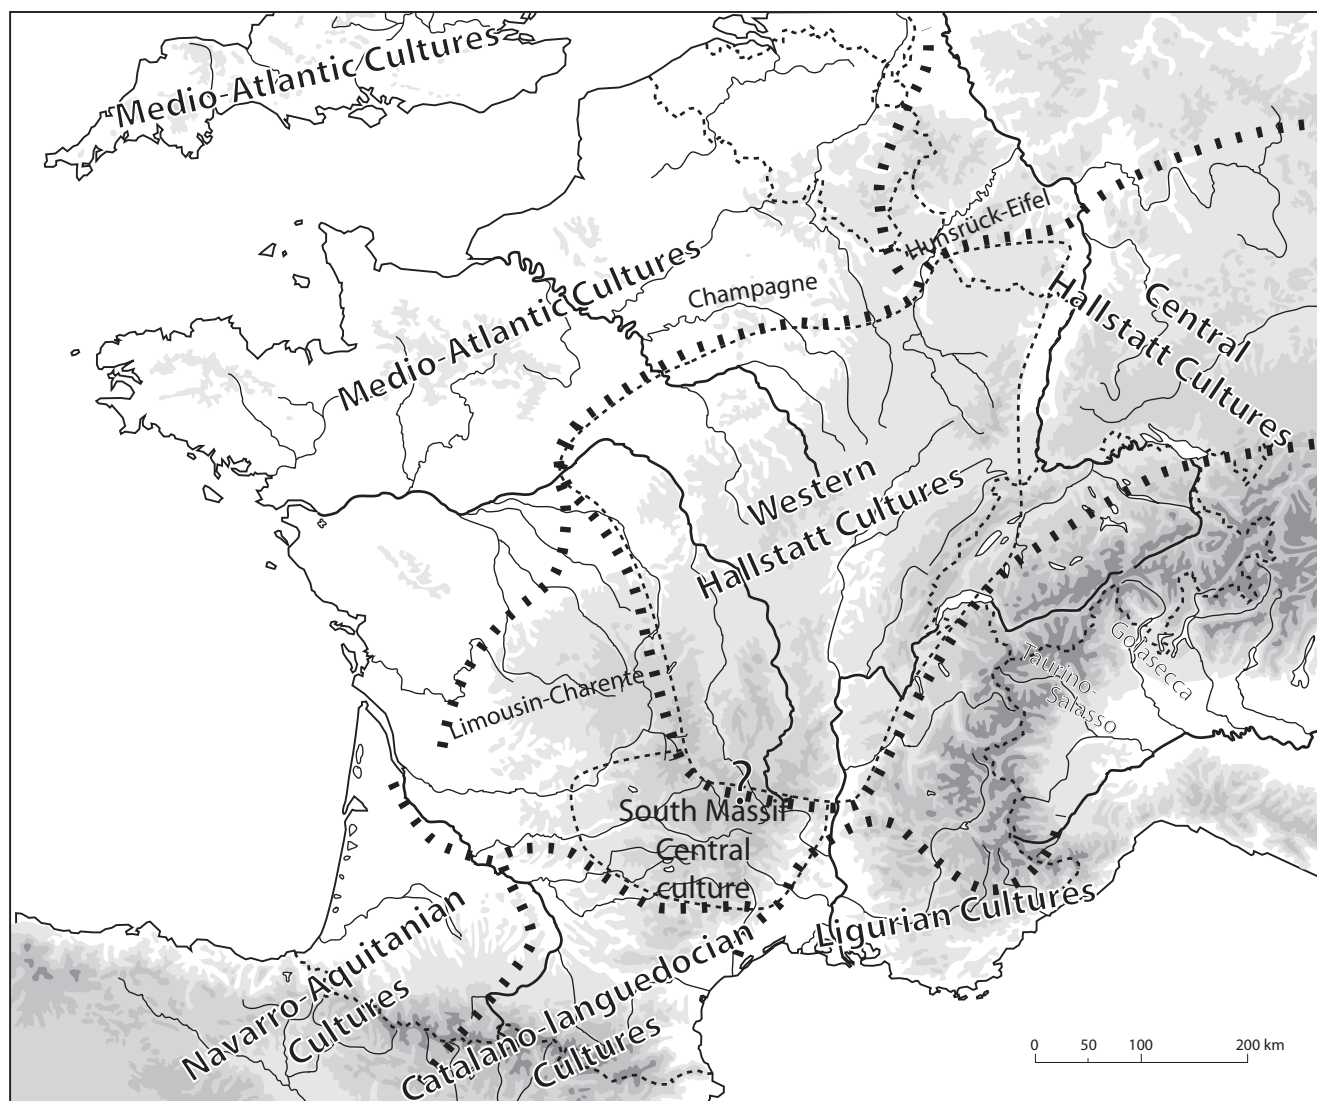 Medio-Atlantic Cultures
Hunsrück-Eifel
Medio-Atlantic Cultures
Champagne
Central
Hallstatt Cultures
Western
Hallstatt Cultures
Golasecca
Taurino-
Salasso
Limousin-Charente
?
South Massif
Central
culture
Ligurian Cultures
Navarro-Aquitanian
Cultures
Catalano-languedocian
Cultures
0 50 100 200 km